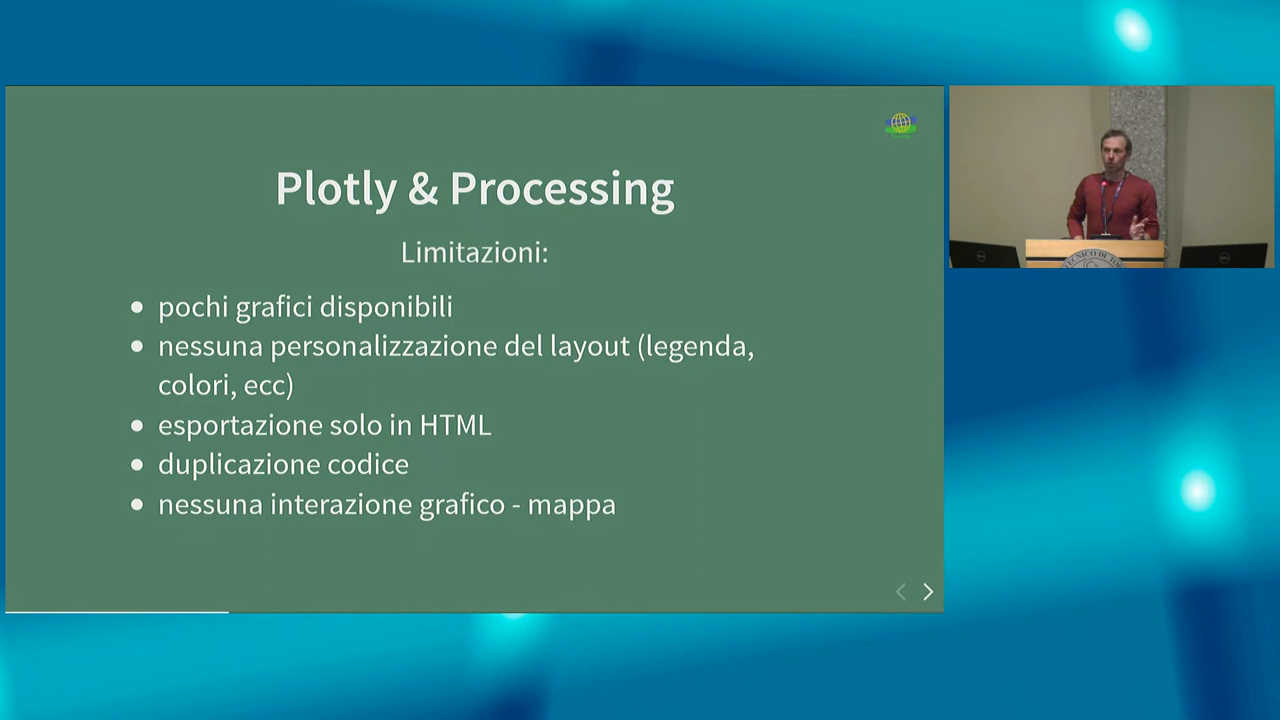 Plotly & Processing
Limitazioni:
pochi grafici disponibili
nessuna personalizzazione del layout (legenda,
colori, ecc)
esportazione solo in HTML
duplicazione codice
nessuna interazione grafico - mappa